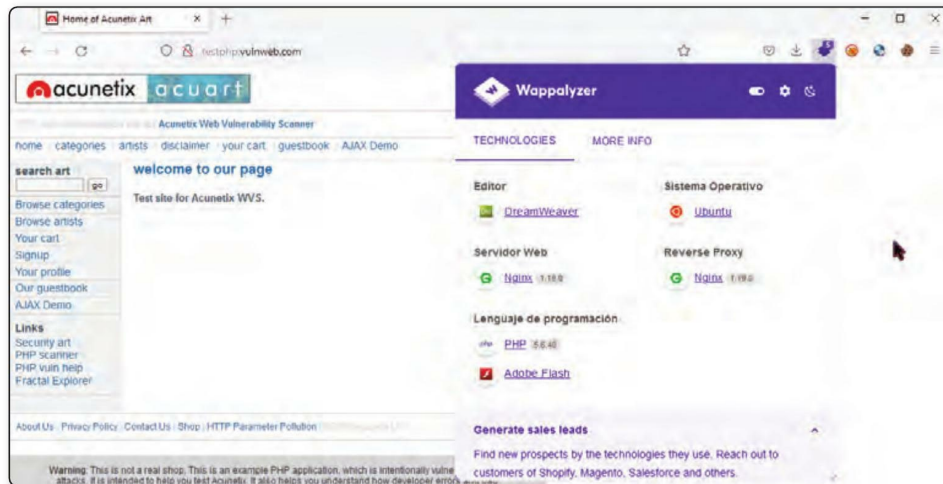 Home of Acunetix Art
testphp.vulnweb.com
acunetix acuart
Acunetix Web Vulnerability Scanner
home categories artists disclaimer your cart guestbook AJAX Demo
search art
go
Browse categories
Browse artists
Your cart
Signup
Your profile
Our guestbook
AJAX Demo
Links
Security art
PHP scanner
PHP vuln help
Fractal Explorer
welcome to our page
Test site for Acunetix WVS.
About Us Privacy Policy Contact Us Shop HTTP Parameter Pollution
Warning: This is not a real shop. This is an example PHP application, which is intentionally vulne
attacks. It is intended to help you test Acunetix. It also helps you understand how developer errors and
Wappalyzer
TECHNOLOGIES MORE INFO
Editor
DreamWeaver
Sistema Operativo
Ubuntu
Servidor Web
Nginx
Reverse Proxy
Nginx
Lenguaje de programación
php PHP 5.6.40
Adobe Flash
Generate sales leads
Find new prospects by the technologies they use. Reach out to
customers of Shopify, Magento, Salesforce and others.